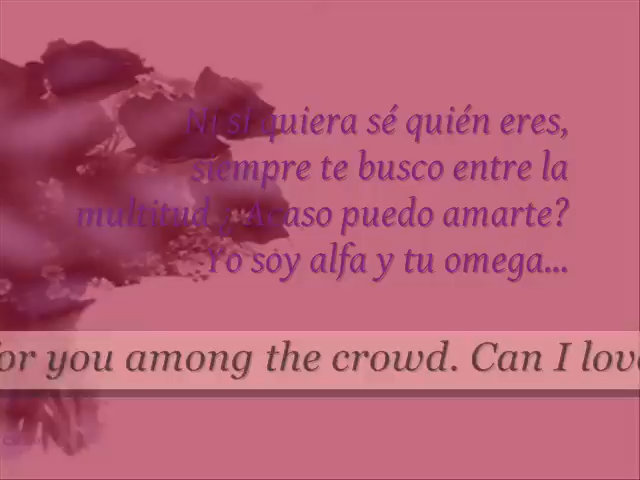 Ni si quiera sé quién eres,
siempre te busco entre la
multitud ¿ Acaso puedo amarte?
Yo soy alfa y tu omega...
for you among the crowd. Can I love